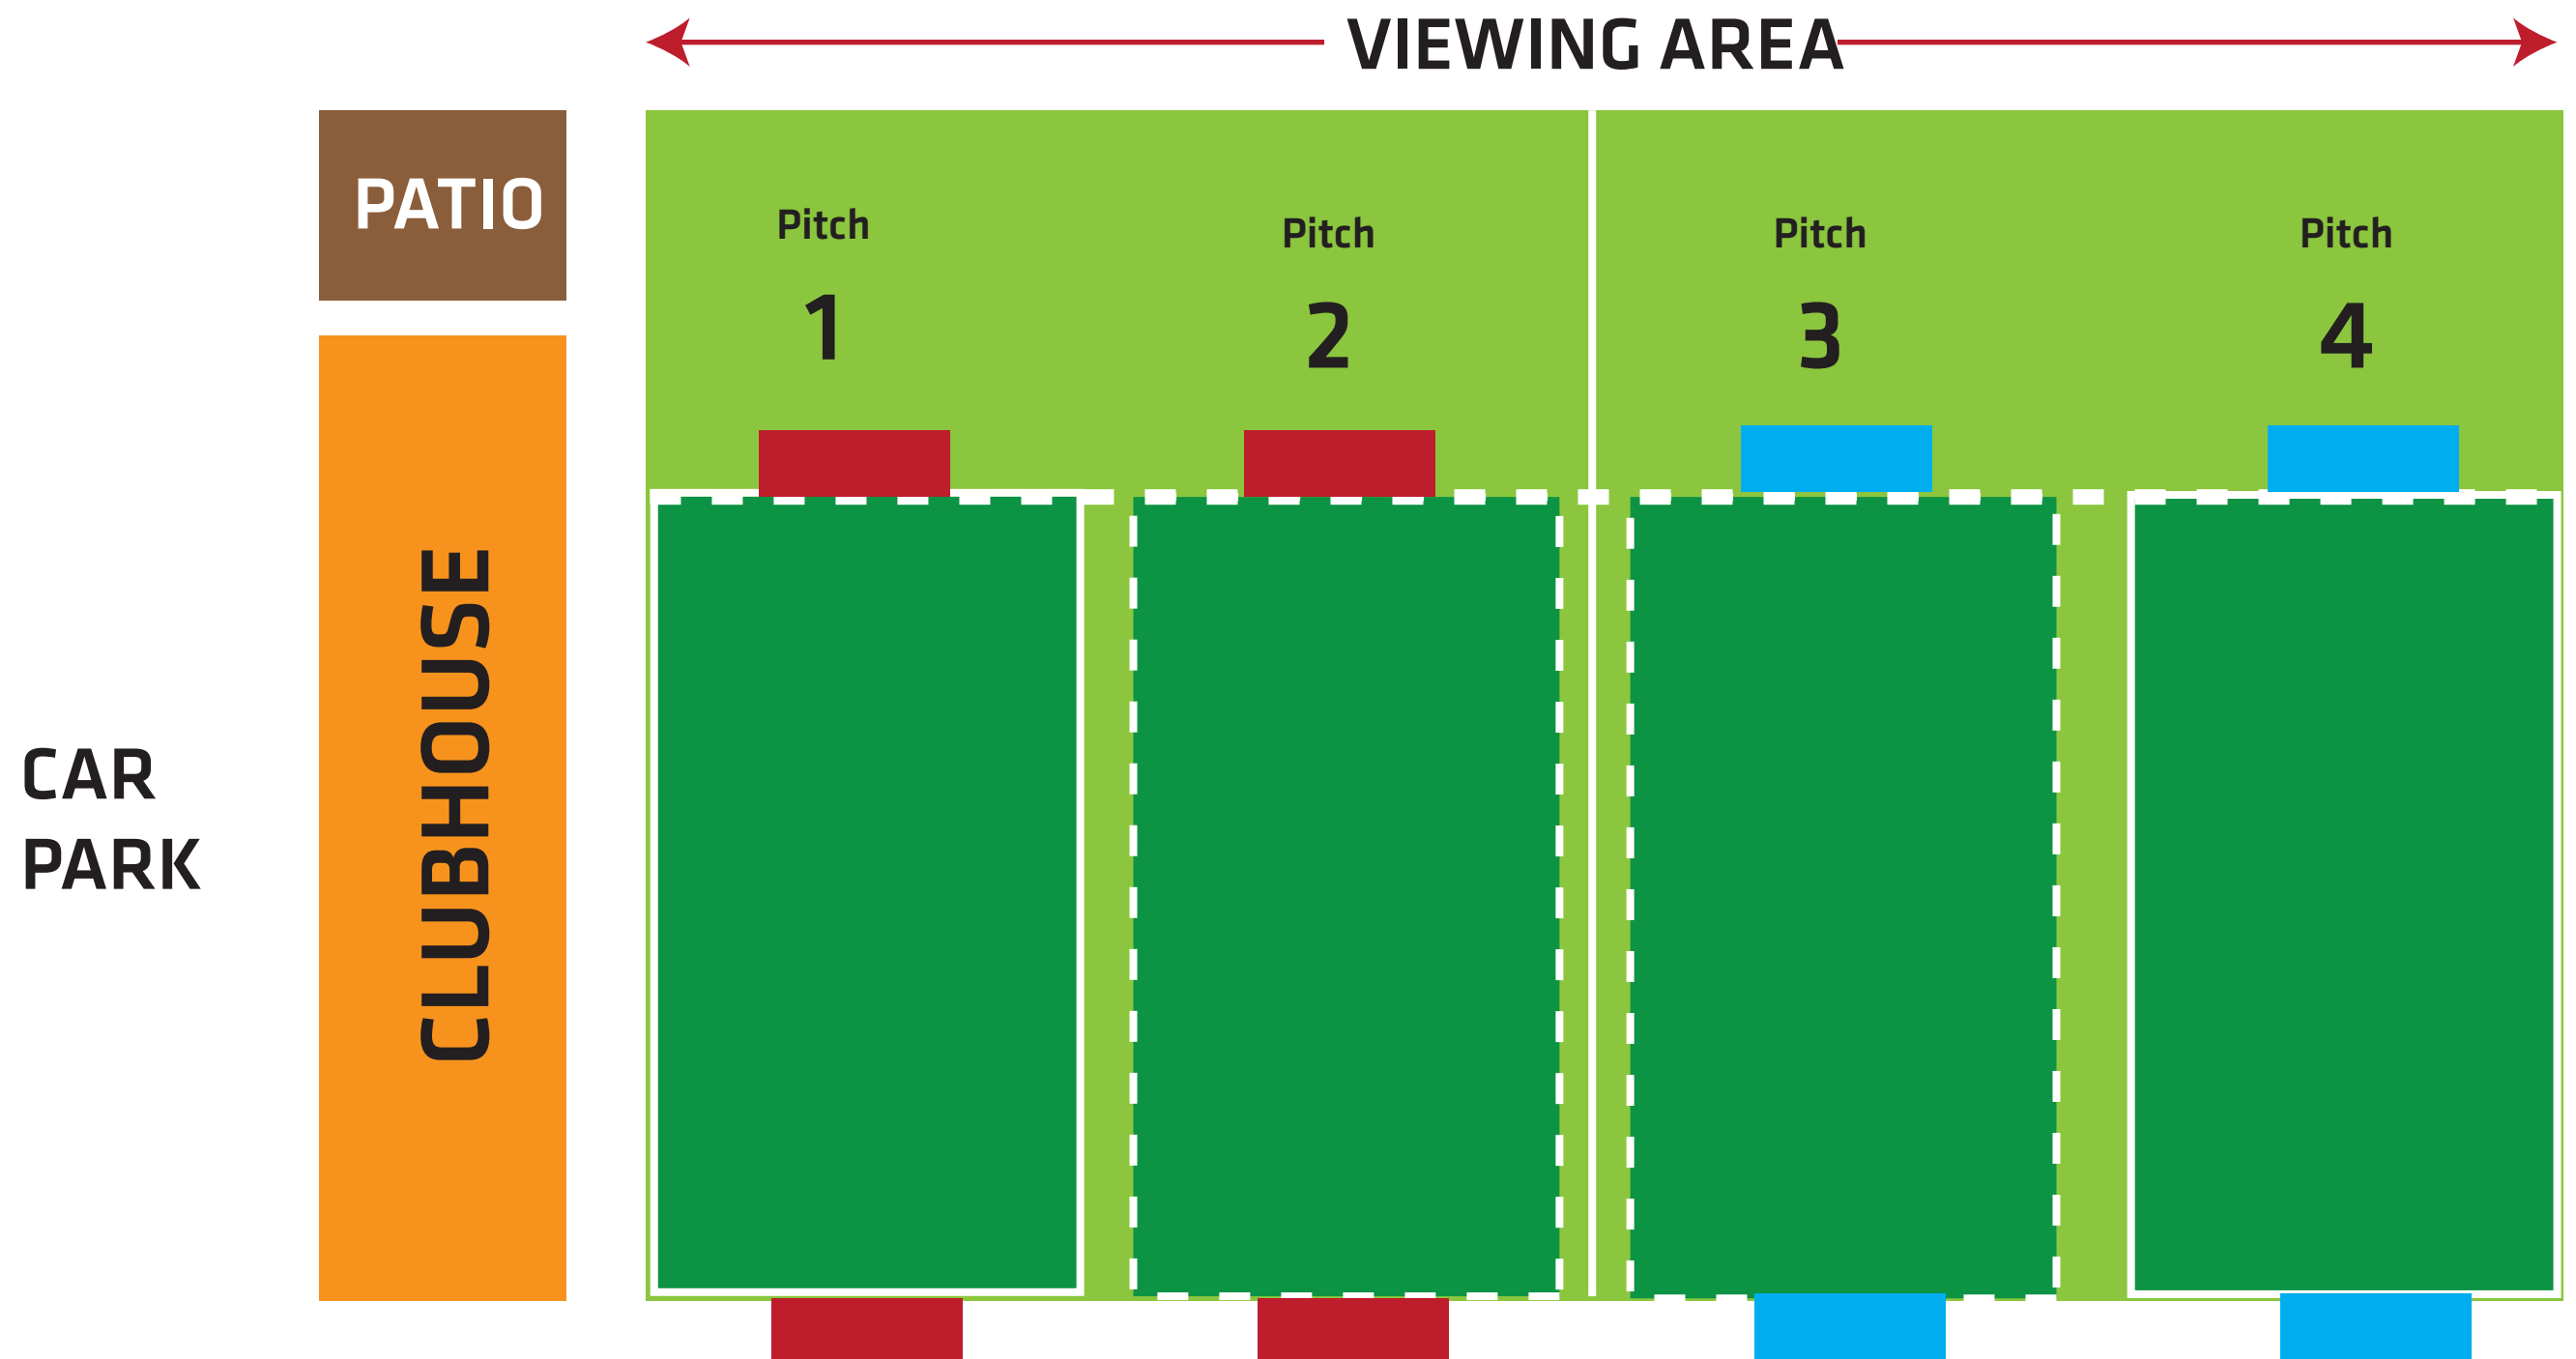 VIEWING AREA
PATIO
Pitch
1
Pitch
2
Pitch
3
Pitch
4
CLUBHOUSE
CAR
PARK